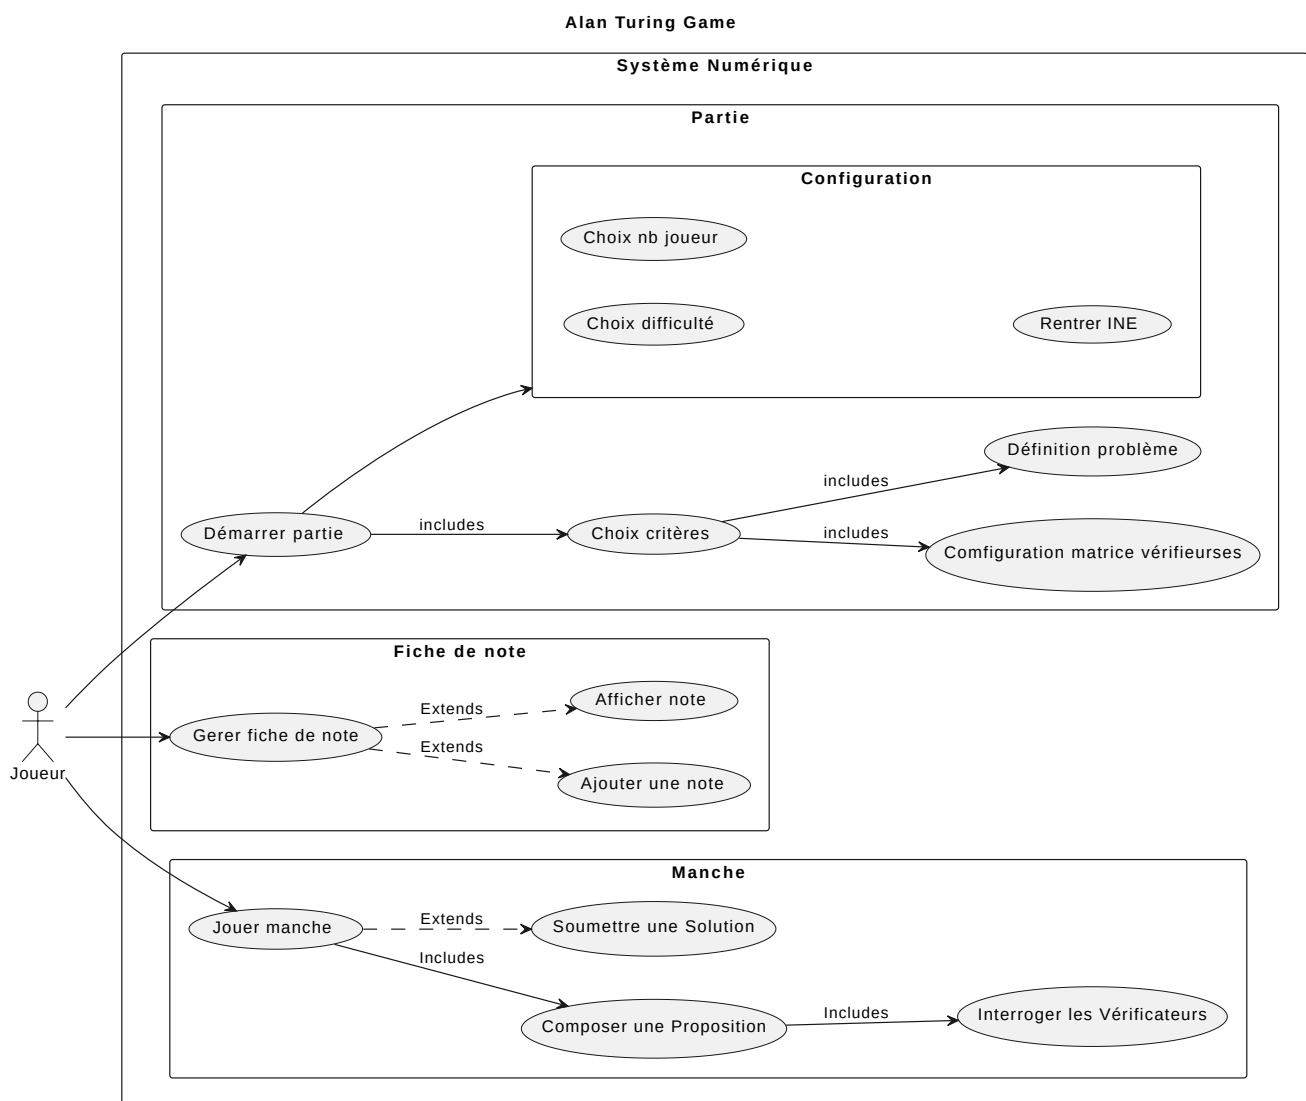 Alan Turing Game
Système Numérique
Partie
Configuration
Choix nb joueur
Choix difficulté
Rentrer INE
Définition problème
includes
Démarrer partie
includes
Choix critères
includes
Comfiguration matrice vérifieurses
Fiche de note
Afficher note
Extends
Gerer fiche de note
Extends
Ajouter une note
Joueur
Manche
Jouer manche
Extends
Soumettre une Solution
Includes
Composer une Proposition
Includes
Interroger les Vérificateurs